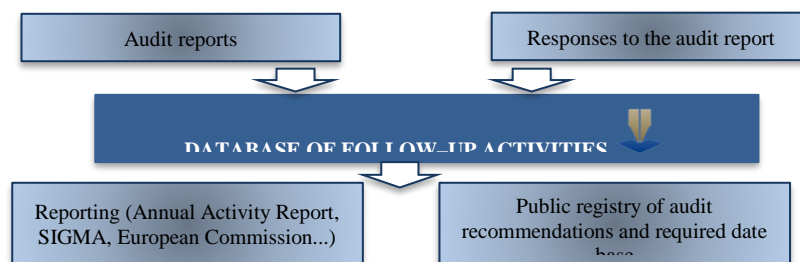 Audit reports
Responses to the audit report
DATABASE OF FOLLOW–UP ACTIVITIES
Reporting (Annual Activity Report,
SIGMA, European Commission...)
Public registry of audit
recommendations and required date
base